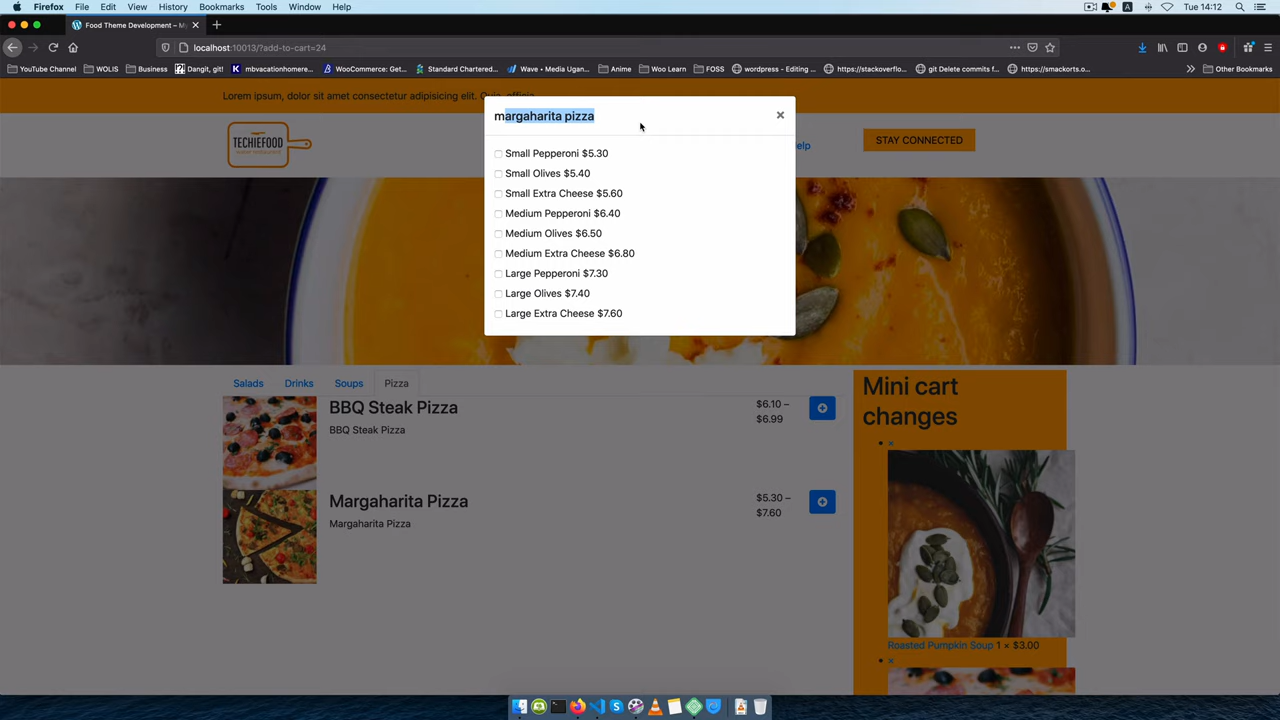 Firefox File Edit View History Bookmarks Tools Window Help
A Tue 14:12
Food Theme Development – M
localhost:10013/?add-to-cart=24
YouTube Channel WOLIS Business Dangit, git! mbvacationhomere... WooCommerce: Get... Standard Chartered... Wave • Media Ugan... Anime Woo Learn FOSS wordpress - Editing ... https://stackoverflo... git Delete commits f... https://smackorts.o... Other Bookmarks
Lorem ipsum, dolor sit amet consectetur adipisicing elit.
TECHIEFOOD
elp
STAY CONNECTED
margaharita pizza
×
Small Pepperoni $5.30
Small Olives $5.40
Small Extra Cheese $5.60
Medium Pepperoni $6.40
Medium Olives $6.50
Medium Extra Cheese $6.80
Large Pepperoni $7.30
Large Olives $7.40
Large Extra Cheese $7.60
Salads Drinks Soups Pizza
BBQ Steak Pizza
BBQ Steak Pizza
$6.10 –
$6.99
Margaharita Pizza
Margaharita Pizza
$5.30 –
$7.60
Mini cart
changes
×
Roasted Pumpkin Soup 1 × $3.00
×